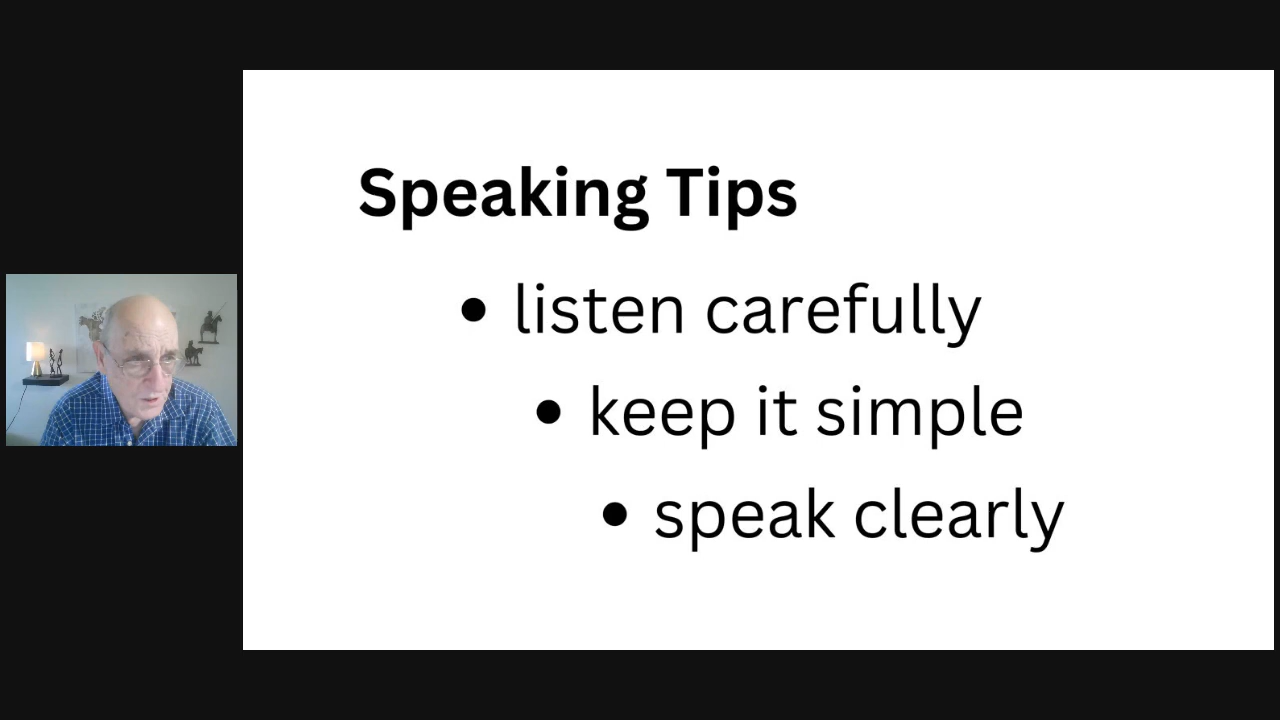 Speaking Tips
• listen carefully
• keep it simple
• speak clearly